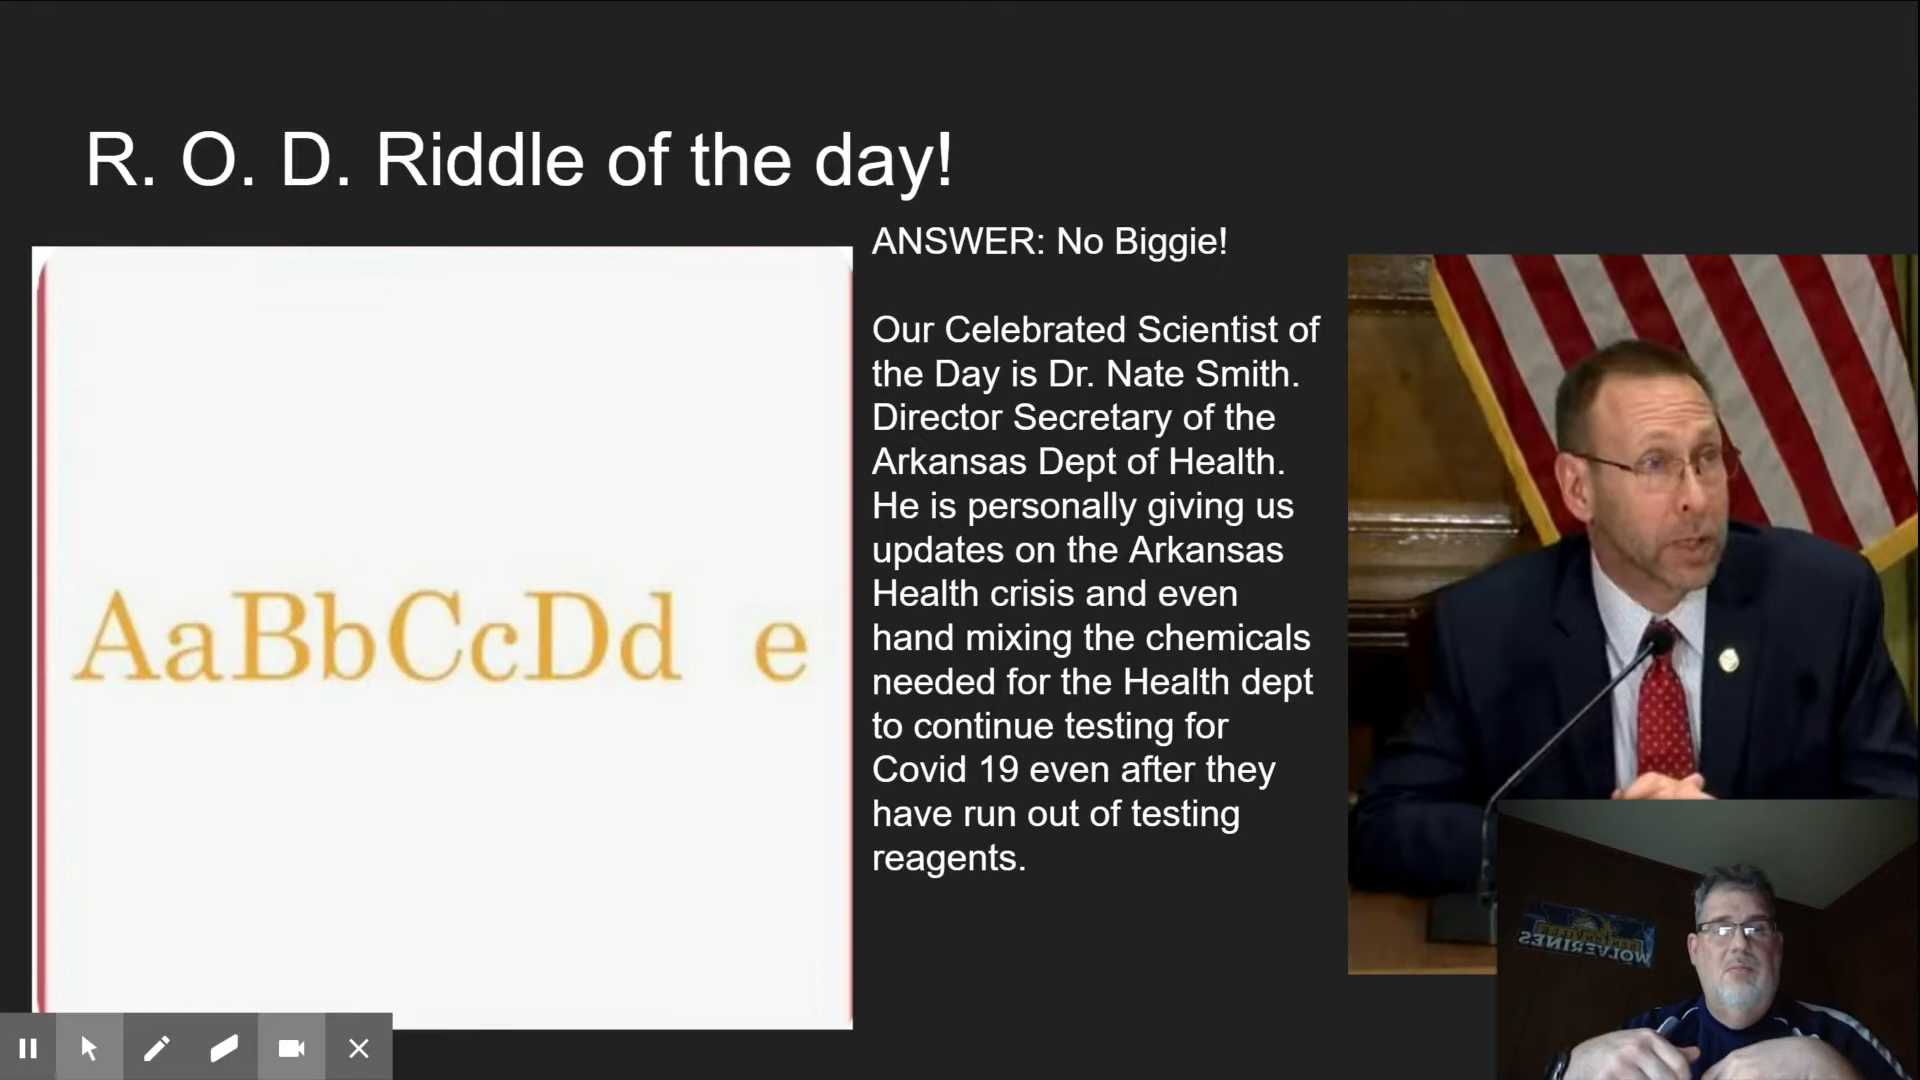 R. O. D. Riddle of the day!
AaBbCcDd e
ANSWER: No Biggie!
Our Celebrated Scientist of
the Day is Dr. Nate Smith.
Director Secretary of the
Arkansas Dept of Health.
He is personally giving us
updates on the Arkansas
Health crisis and even
hand mixing the chemicals
needed for the Health dept
to continue testing for
Covid 19 even after they
have run out of testing
reagents.
WOLVERINES